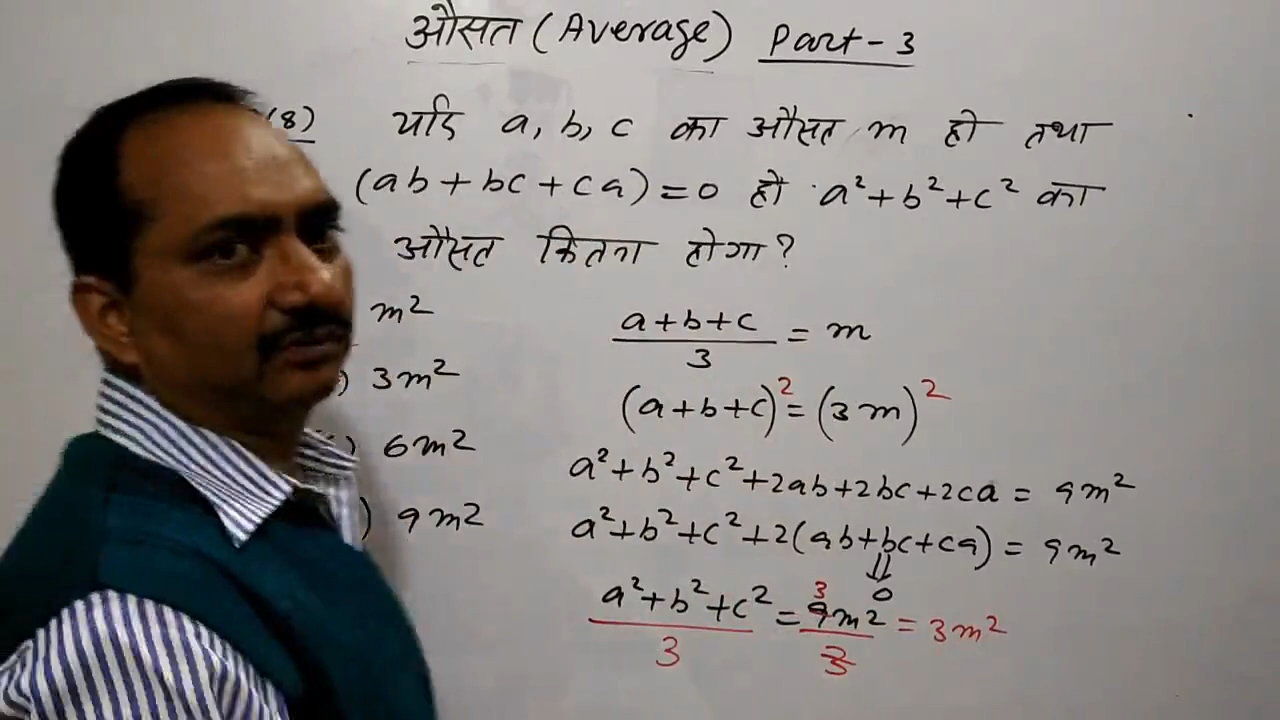 औसत (Average) Part-3
(8) यदि a, b, c का औसत m हो तथा
(ab+bc+ca)=0 हो a²+b²+c² का
औसत कितना होगा?
m²
) 3m²
) 6m²
) 9m²
a+b+c / 3 = m
(a+b+c)² = (3m)²
a²+b²+c²+2ab+2bc+2ca = 9m²
a²+b²+c²+2(ab+bc+ca) = 9m²
⇓
0
3
a²+b²+c² / 3 = 9m² / 3 = 3m²